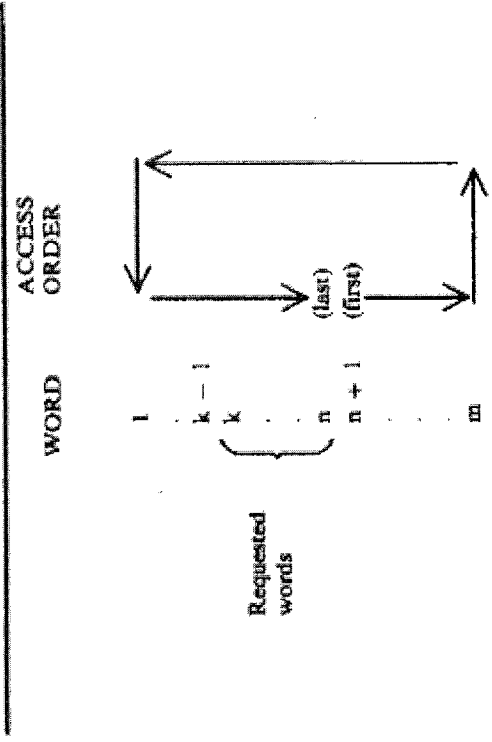 WORD
ACCESS
ORDER
1
.
k – 1
k
.
.
n
n + 1
.
.
m
Requested
words
(last)
(first)